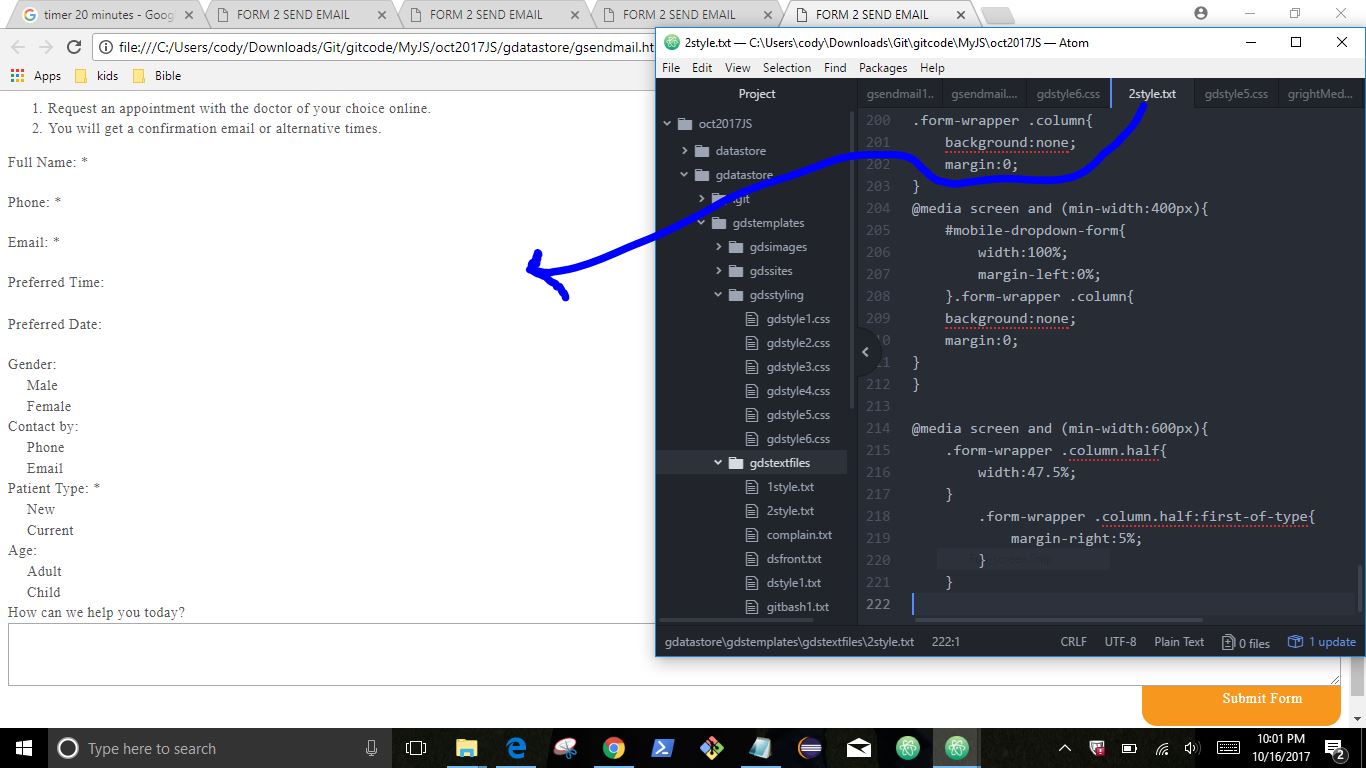 timer 20 minutes - Goog
FORM 2 SEND EMAIL
FORM 2 SEND EMAIL
FORM 2 SEND EMAIL
FORM 2 SEND EMAIL
file:///C:/Users/cody/Downloads/Git/gitcode/MyJS/oct2017JS/gdatastore/gsendmail.ht
Apps
kids
Bible
1. Request an appointment with the doctor of your choice online.
2. You will get a confirmation email or alternative times.
Full Name: *
Phone: *
Email: *
Preferred Time:
Preferred Date:
Gender:
Male
Female
Contact by:
Phone
Email
Patient Type: *
New
Current
Age:
Adult
Child
How can we help you today?
Submit Form
2style.txt — C:\Users\cody\Downloads\Git\gitcode\MyJS\oct2017JS — Atom
File Edit View Selection Find Packages Help
Project
oct2017JS
datastore
gdatastore
.git
gdstemplates
gdsimages
gdssites
gdsstyling
gdstyle1.css
gdstyle2.css
gdstyle3.css
gdstyle4.css
gdstyle5.css
gdstyle6.css
gdstextfiles
1style.txt
2style.txt
complain.txt
dsfront.txt
dstyle1.txt
gitbash1.txt
gsendmail1.. gsendmail.... gdstyle6.css 2style.txt gdstyle5.css grightMed...
200 .form-wrapper .column{
201 background:none;
202 margin:0;
203 }
204 @media screen and (min-width:400px){
205 #mobile-dropdown-form{
206 width:100%;
207 margin-left:0%;
208 }.form-wrapper .column{
209 background:none;
10 margin:0;
11 }
212 }
213
214 @media screen and (min-width:600px){
215 .form-wrapper .column.half{
216 width:47.5%;
217 }
218 .form-wrapper .column.half:first-of-type{
219 margin-right:5%;
220 }
221 }
222
gdatastore\gdstemplates\gdstextfiles\2style.txt 222:1 CRLF UTF-8 Plain Text 0 files 1 update
Type here to search
10:01 PM
10/16/2017
2